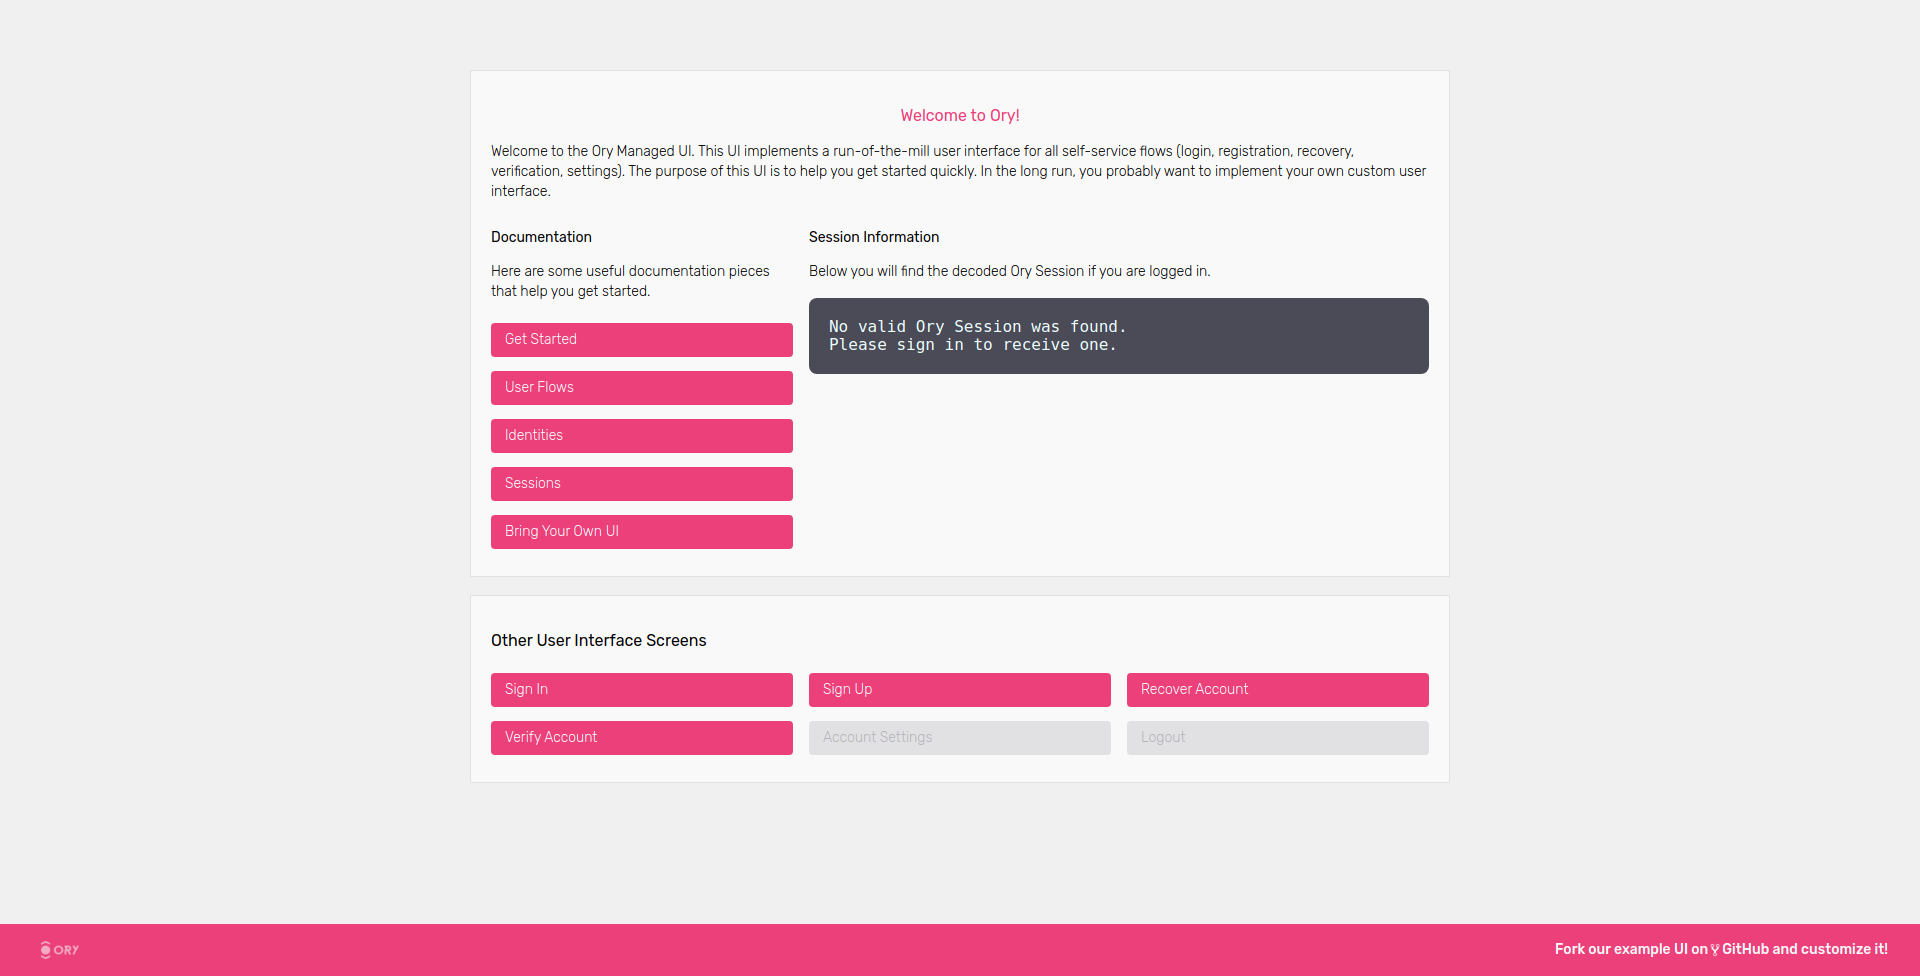 Welcome to Ory!
Welcome to the Ory Managed UI. This UI implements a run-of-the-mill user interface for all self-service flows (login, registration, recovery,
verification, settings). The purpose of this UI is to help you get started quickly. In the long run, you probably want to implement your own custom user
interface.
Documentation
Here are some useful documentation pieces
that help you get started.
Get Started
User Flows
Identities
Sessions
Bring Your Own UI
Session Information
Below you will find the decoded Ory Session if you are logged in.
No valid Ory Session was found.
Please sign in to receive one.
Other User Interface Screens
Sign In
Sign Up
Recover Account
Verify Account
Account Settings
Logout
ORY
Fork our example UI on GitHub and customize it!